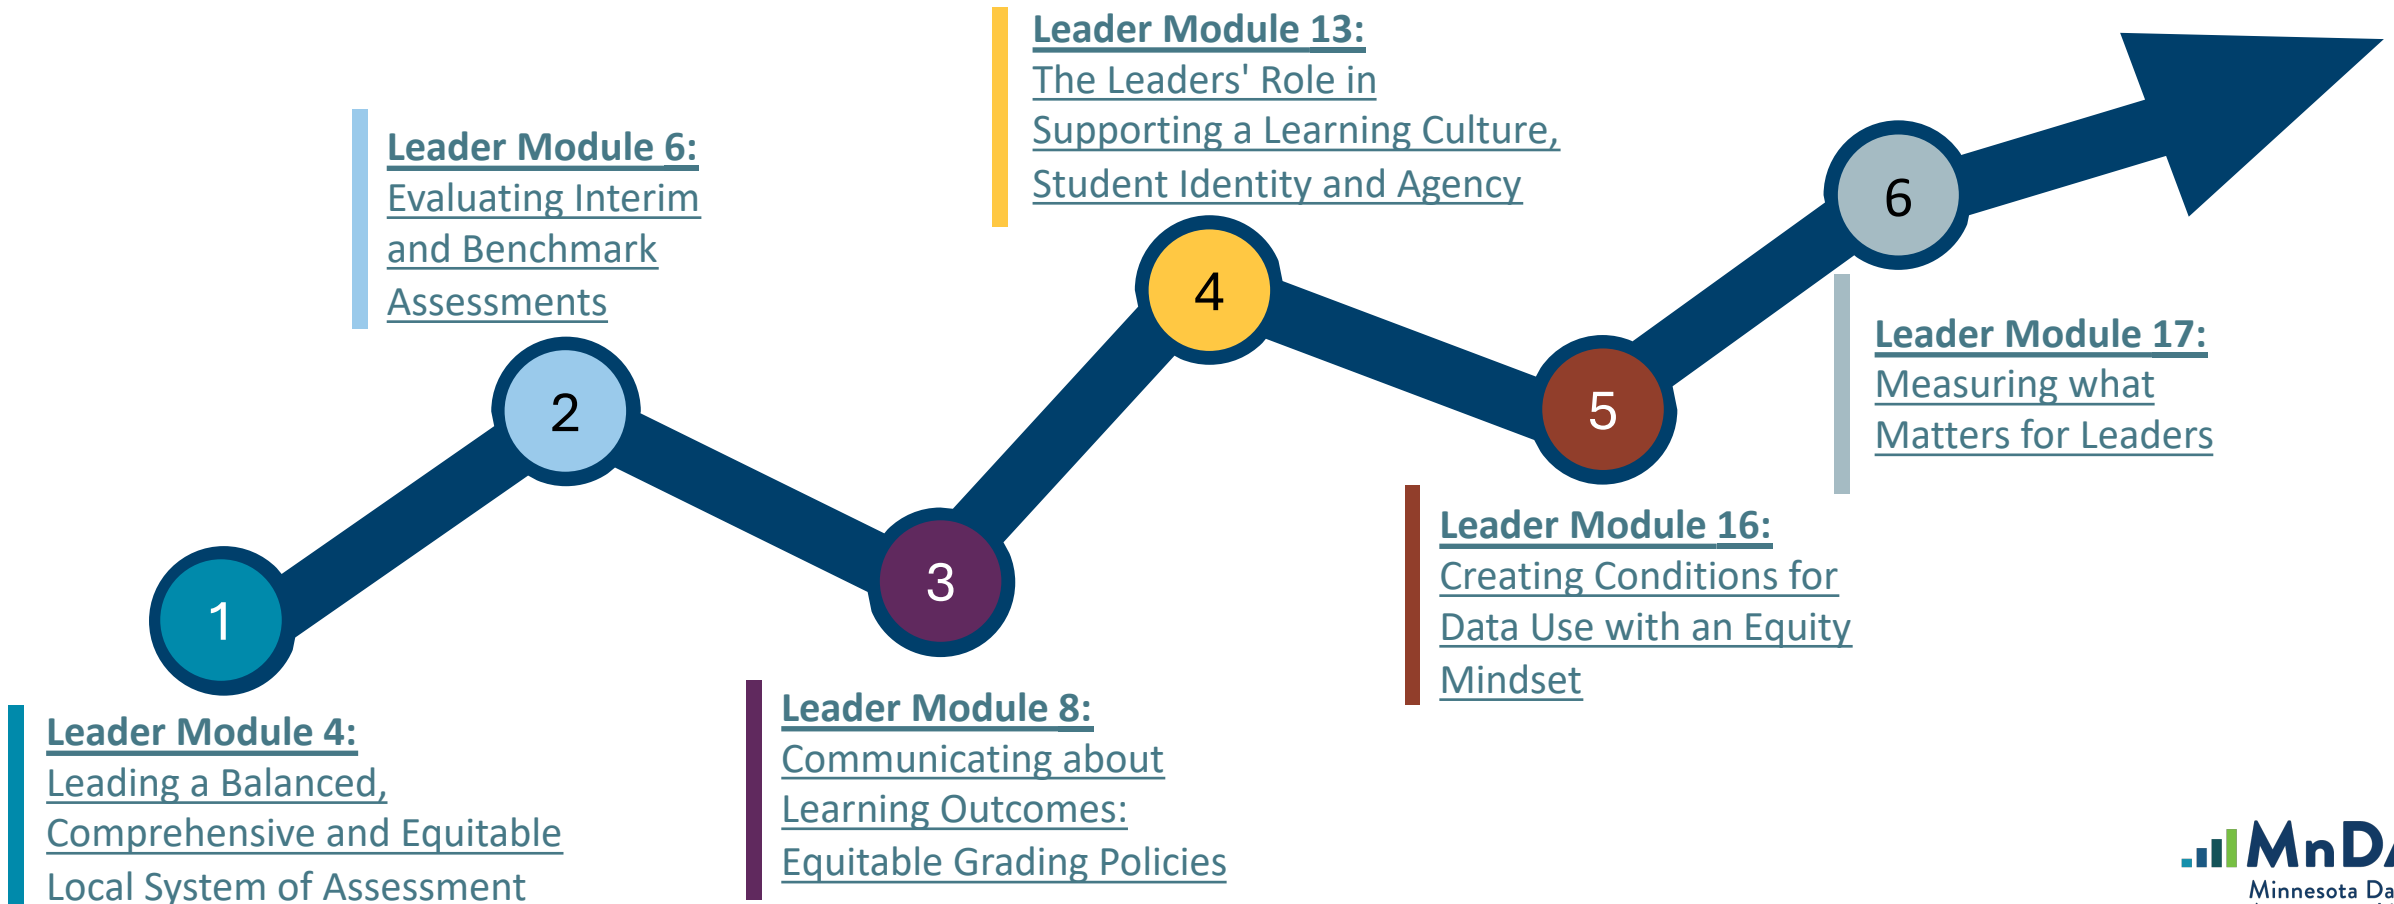 1
Leader Module 4:
Leading a Balanced,
Comprehensive and Equitable
Local System of Assessment
2
Leader Module 6:
Evaluating Interim
and Benchmark
Assessments
3
Leader Module 8:
Communicating about
Learning Outcomes:
Equitable Grading Policies
4
Leader Module 13:
The Leaders' Role in
Supporting a Learning Culture,
Student Identity and Agency
5
Leader Module 16:
Creating Conditions for
Data Use with an Equity
Mindset
6
Leader Module 17:
Measuring what
Matters for Leaders
MnD
Minnesota Da